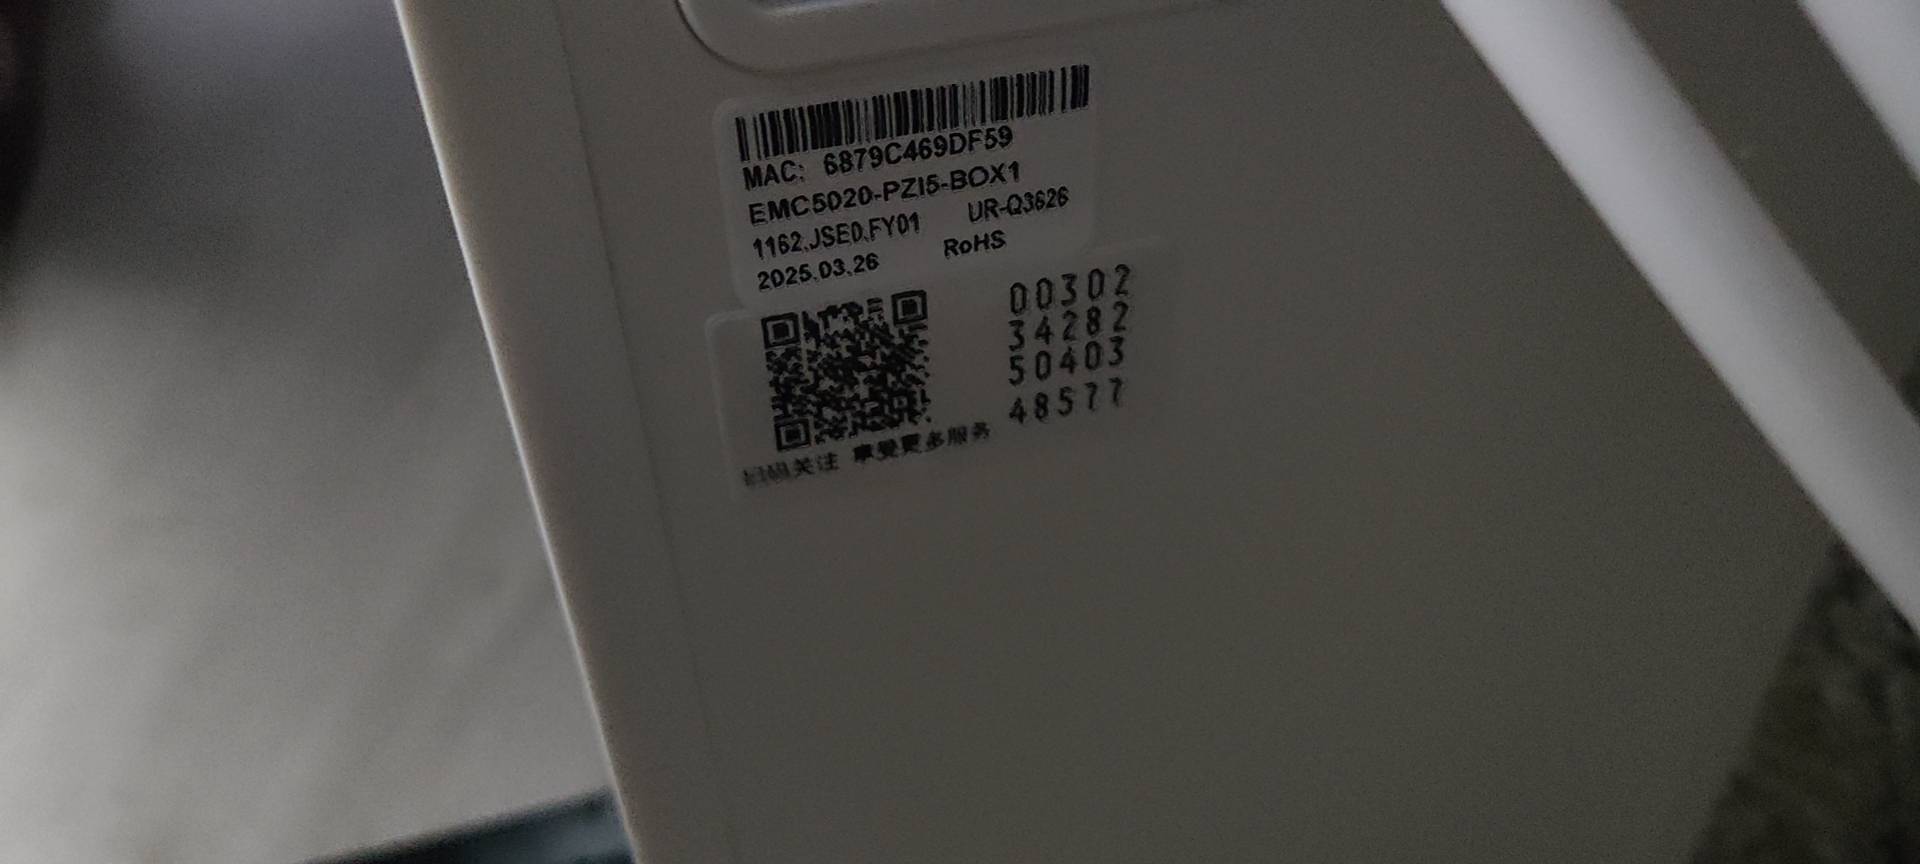 MAC: 6879C469DF59
EMC5020-PZI5-BOX1
1162.JSE0.FY01 UR-Q3626
2025.03.26 RoHS
00302
34282
50403
48577
扫码关注 享受更多服务